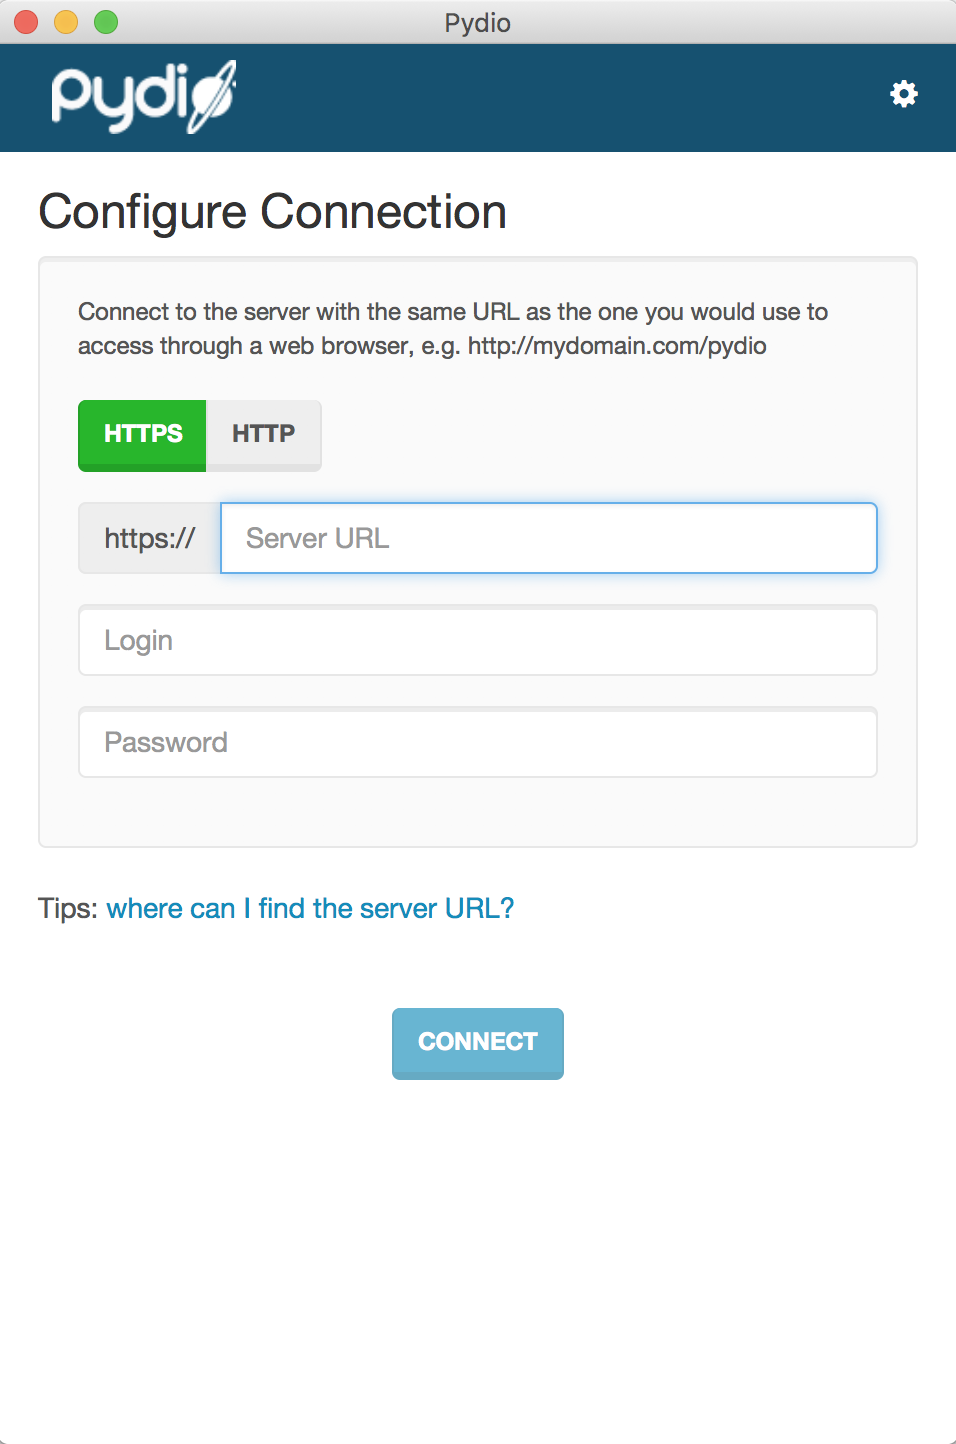 Pydio
pydio
Configure Connection
Connect to the server with the same URL as the one you would use to
access through a web browser, e.g. http://mydomain.com/pydio
HTTPS HTTP
https:// Server URL
Login
Password
Tips: where can I find the server URL?
CONNECT